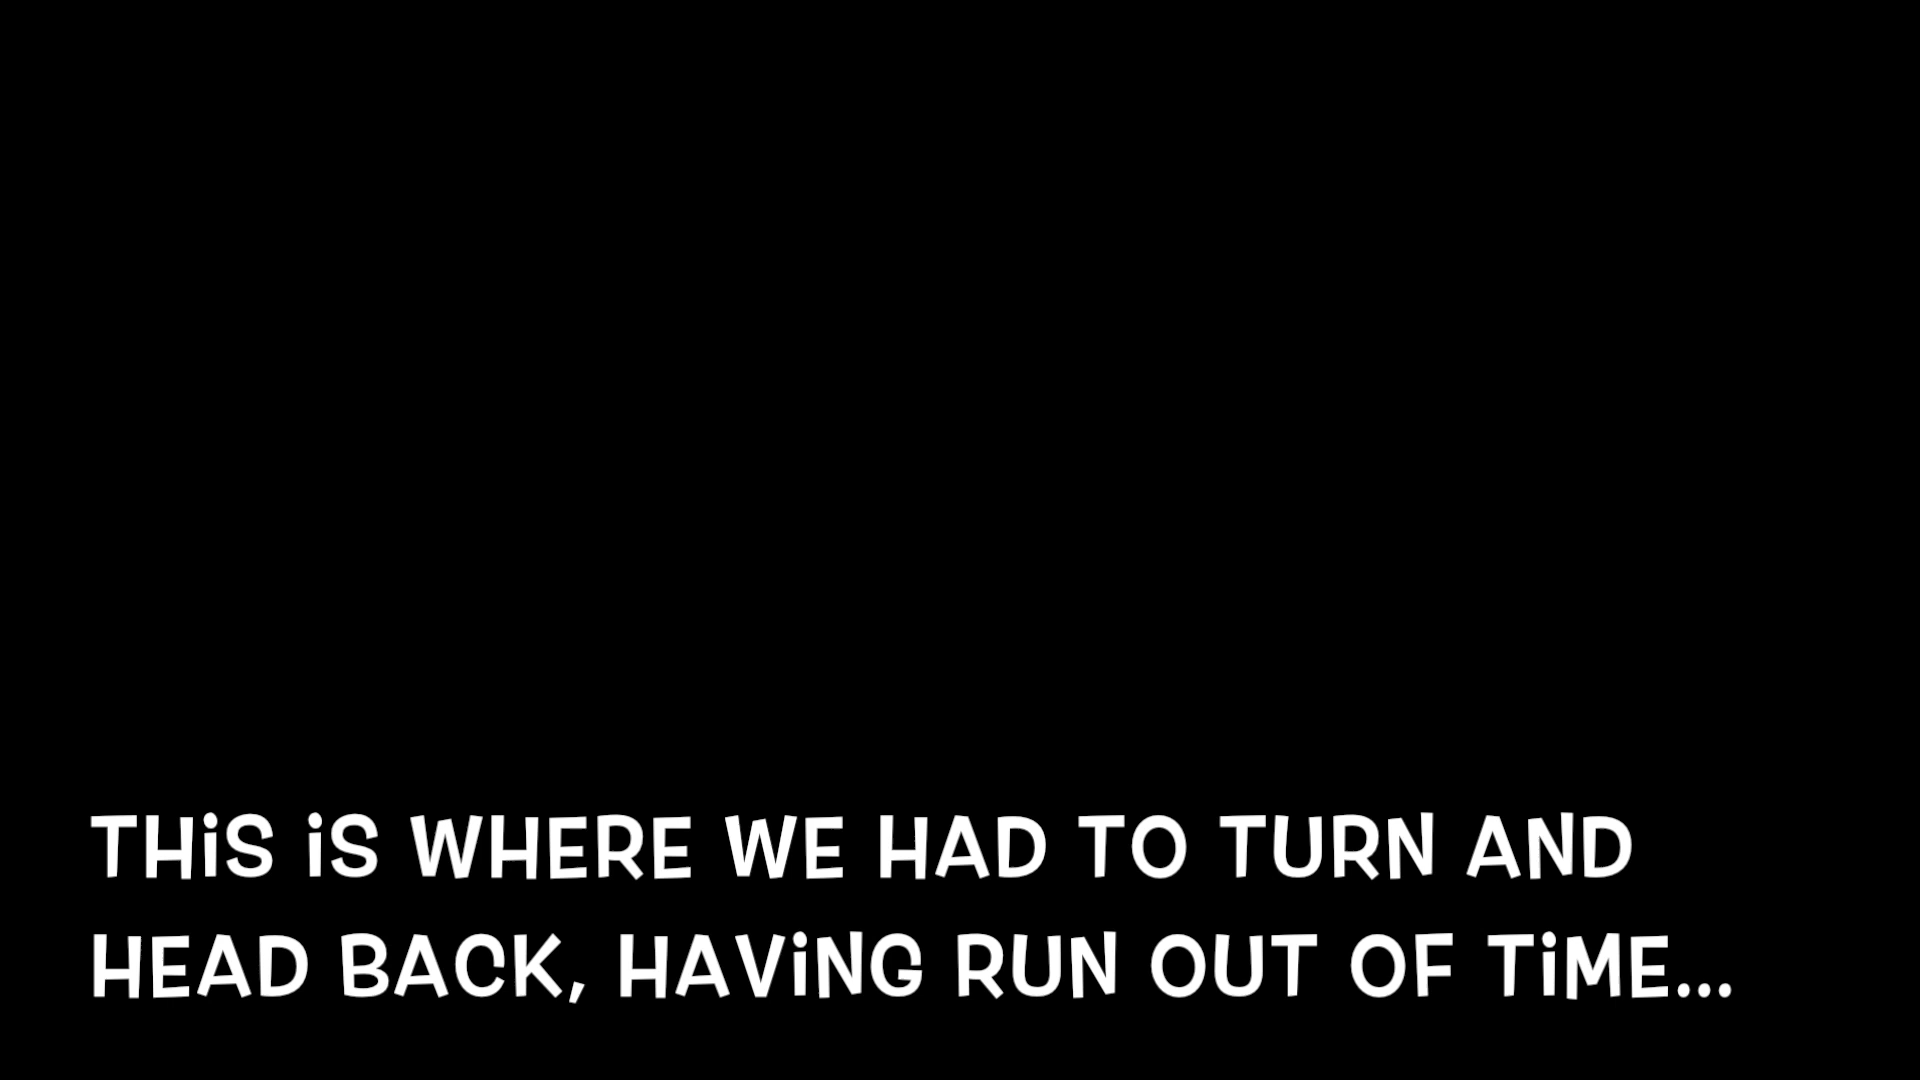 THiS iS WHERE WE HAD TO TURN AND
HEAD BACK, HAViNG RUN OUT OF TiME...